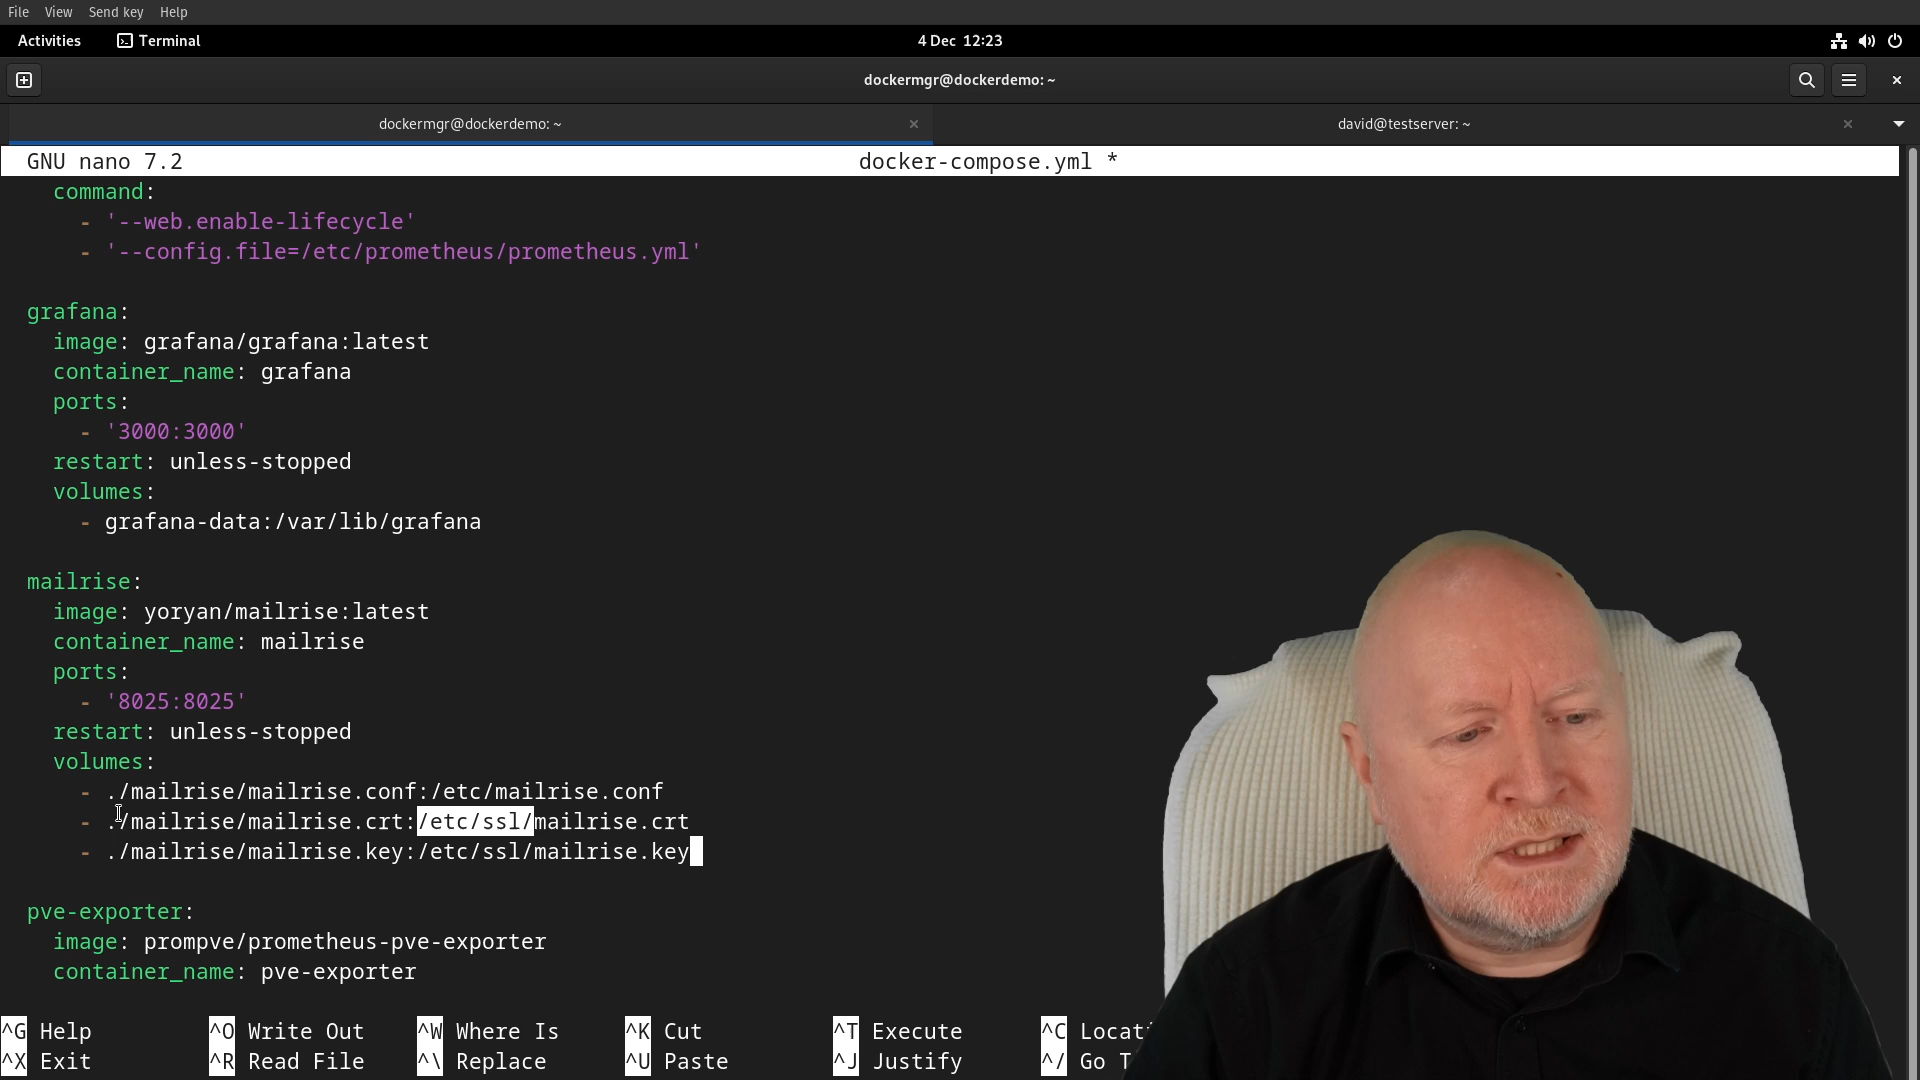 File View Send key Help
Activities Terminal 4 Dec 12:23
dockermgr@dockerdemo: ~
dockermgr@dockerdemo: ~ david@testserver: ~
GNU nano 7.2 docker-compose.yml *
command:
- '--web.enable-lifecycle'
- '--config.file=/etc/prometheus/prometheus.yml'
grafana:
image: grafana/grafana:latest
container_name: grafana
ports:
- '3000:3000'
restart: unless-stopped
volumes:
- grafana-data:/var/lib/grafana
mailrise:
image: yoryan/mailrise:latest
container_name: mailrise
ports:
- '8025:8025'
restart: unless-stopped
volumes:
- ./mailrise/mailrise.conf:/etc/mailrise.conf
- ./mailrise/mailrise.crt:/etc/ssl/mailrise.crt
- ./mailrise/mailrise.key:/etc/ssl/mailrise.key
pve-exporter:
image: prompve/prometheus-pve-exporter
container_name: pve-exporter
^G Help ^O Write Out ^W Where Is ^K Cut ^T Execute ^C
^X Exit ^R Read File ^\ Replace ^U Paste ^J Justify ^/ Go